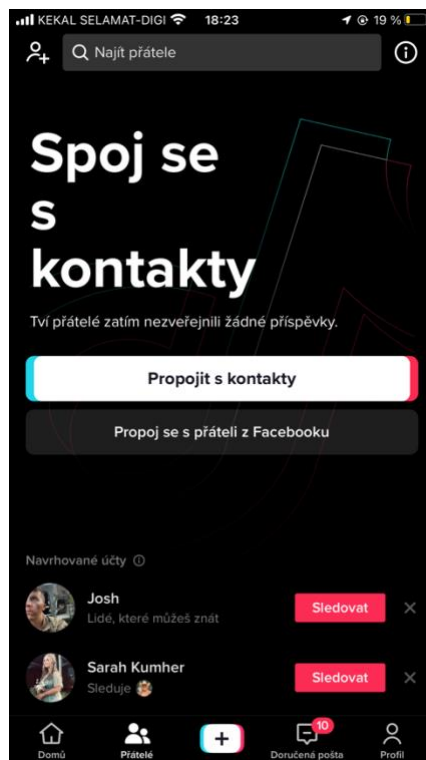 KEKAL SELAMAT-DIGI 18:23 19 %
Najít přátele
Spoj se
s
kontakty
Tví přátelé zatím nezveřejnili žádné příspěvky.
Propojit s kontakty
Propoj se s přáteli z Facebooku
Navrhované účty
Josh
Lidé, které můžeš znát
Sledovat
Sarah Kumher
Sleduje
Sledovat
10
Domů Přátelé Doručená pošta Profil